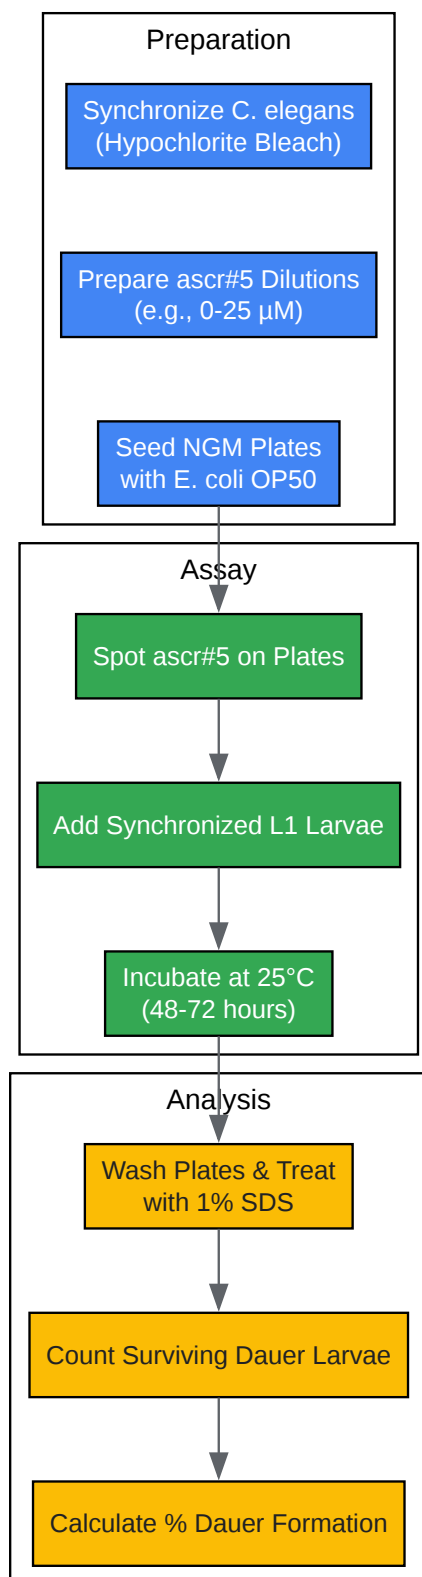 Preparation
Synchronize C. elegans
(Hypochlorite Bleach)
Prepare ascr#5 Dilutions
(e.g., 0-25 µM)
Seed NGM Plates
with E. coli OP50
Assay
Spot ascr#5 on Plates
Add Synchronized L1 Larvae
Incubate at 25°C
(48-72 hours)
Analysis
Wash Plates & Treat
with 1% SDS
Count Surviving Dauer Larvae
Calculate % Dauer Formation